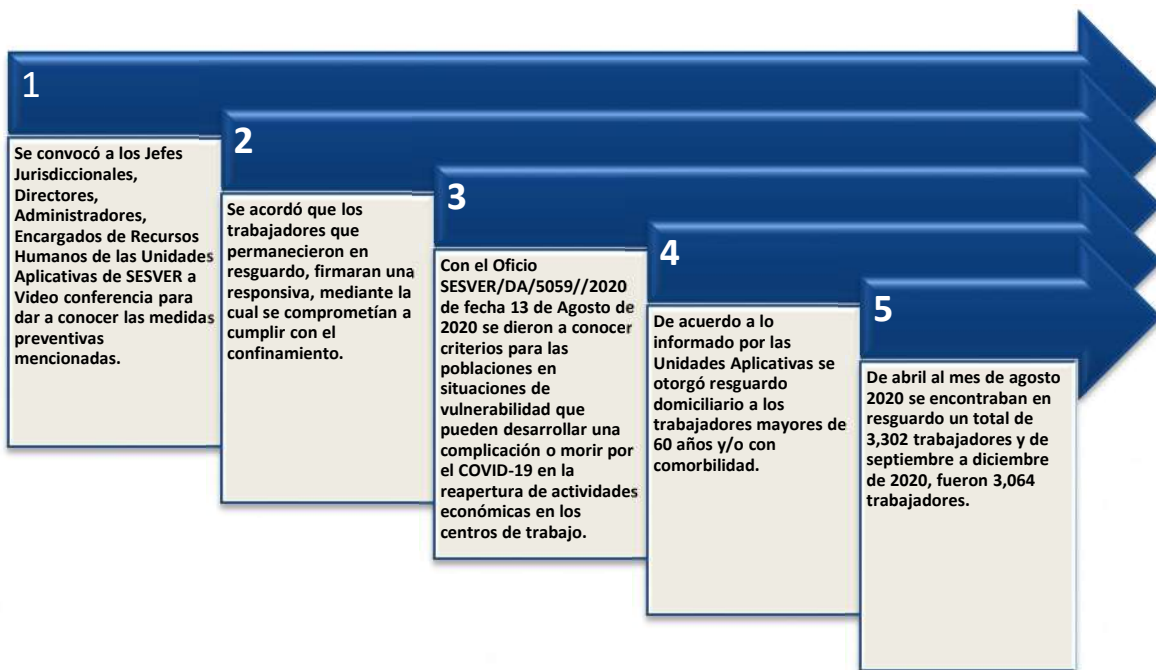 1
Se convocó a los Jefes
Jurisdiccionales,
Directores,
Administradores,
Encargados de Recursos
Humanos de las Unidades
Aplicativas de SESVER a
Video conferencia para
dar a conocer las medidas
preventivas
mencionadas.
2
Se acordó que los
trabajadores que
permanecieron en
resguardo, firmaran una
responsiva, mediante la
cual se comprometían a
cumplir con el
confinamiento.
3
Con el Oficio
SESVER/DA/5059//2020
de fecha 13 de Agosto de
2020 se dieron a conocer
criterios para las
poblaciones en
situaciones de
vulnerabilidad que
pueden desarrollar una
complicación o morir por
el COVID-19 en la
reapertura de actividades
económicas en los
centros de trabajo.
4
De acuerdo a lo
informado por las
Unidades Aplicativas se
otorgó resguardo
domiciliario a los
trabajadores mayores de
60 años y/o con
comorbilidad.
5
De abril al mes de agosto
2020 se encontraban en
resguardo un total de
3,302 trabajadores y de
septiembre a diciembre
de 2020, fueron 3,064
trabajadores.